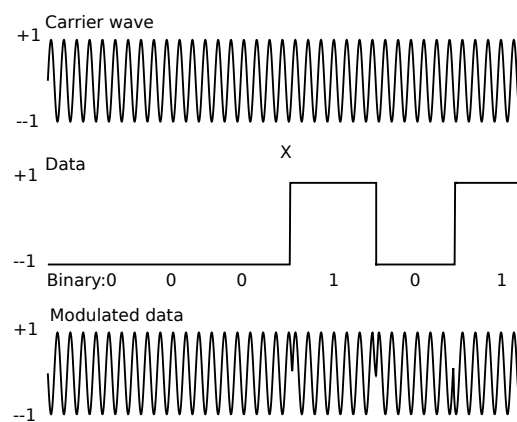 Carrier wave
+1
--1
X
Data
+1
--1
Binary:0 0 0 1 0 1
Modulated data
+1
--1